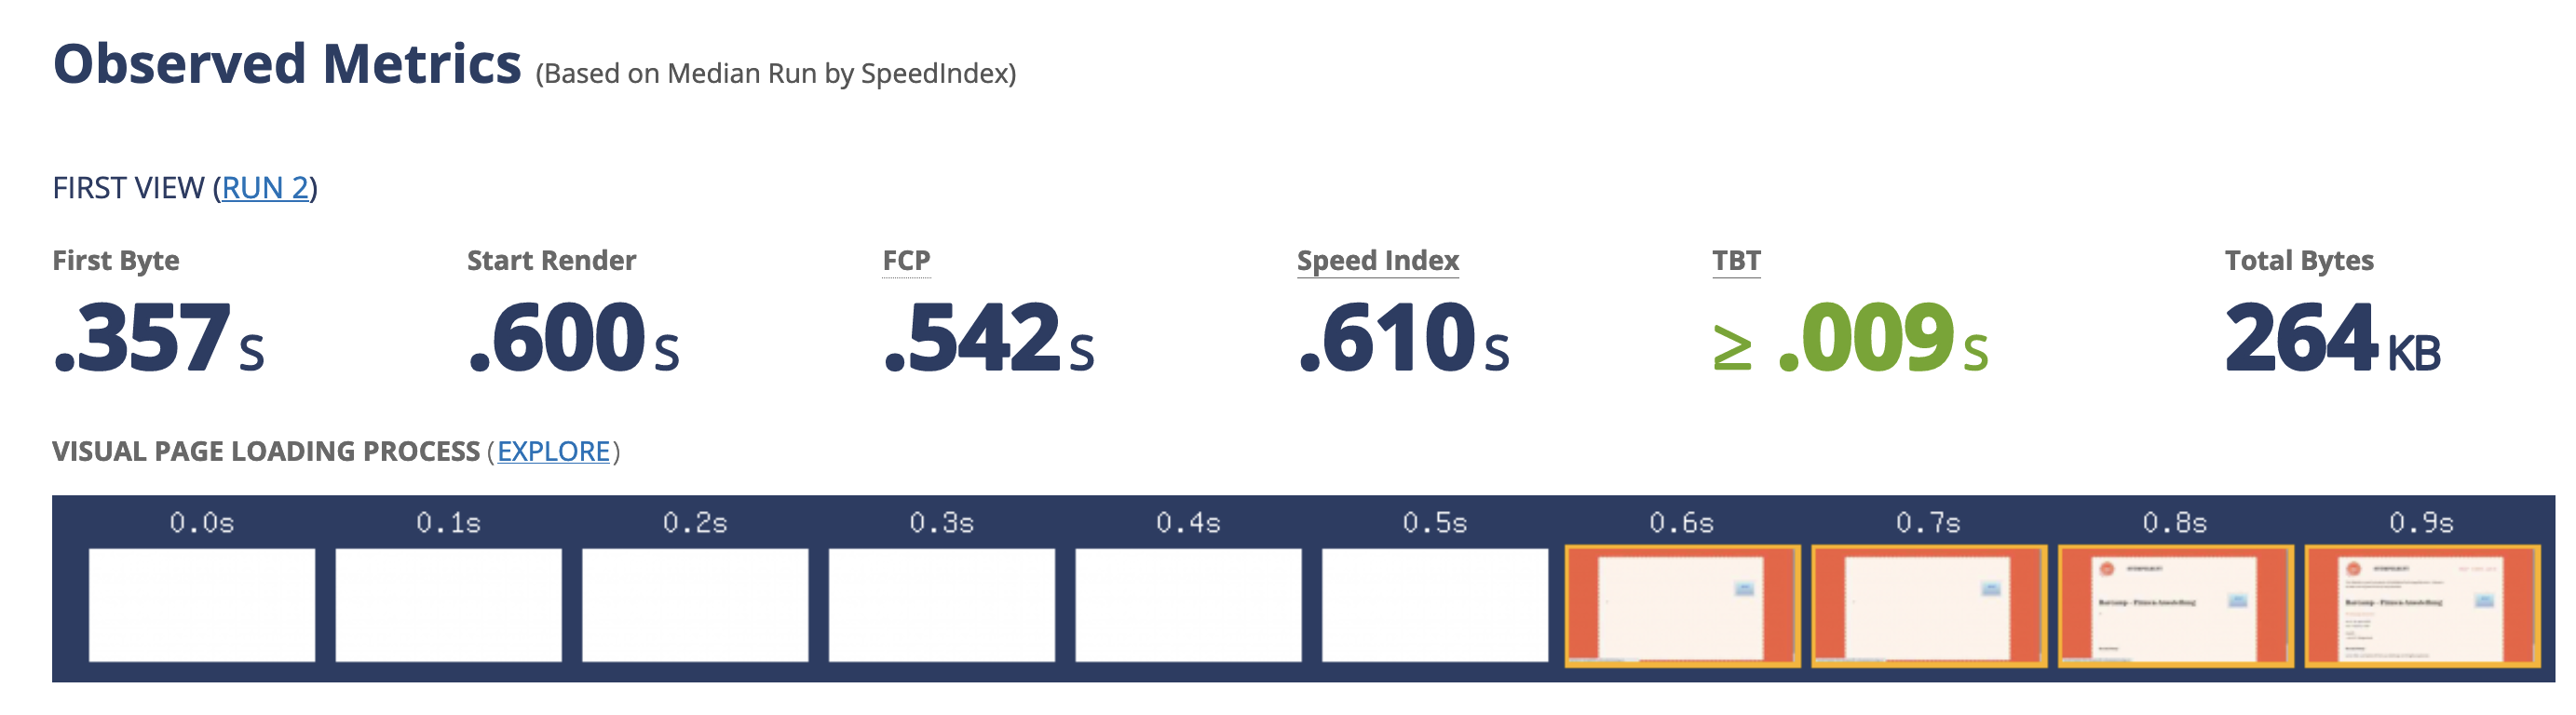 Observed Metrics (Based on Median Run by SpeedIndex)
FIRST VIEW (RUN 2)
First Byte Start Render FCP Speed Index TBT Total Bytes
.357 s .600 s .542 s .610 s ≥ .009 s 264 KB
VISUAL PAGE LOADING PROCESS (EXPLORE)
0.0s 0.1s 0.2s 0.3s 0.4s 0.5s 0.6s 0.7s 0.8s 0.9s